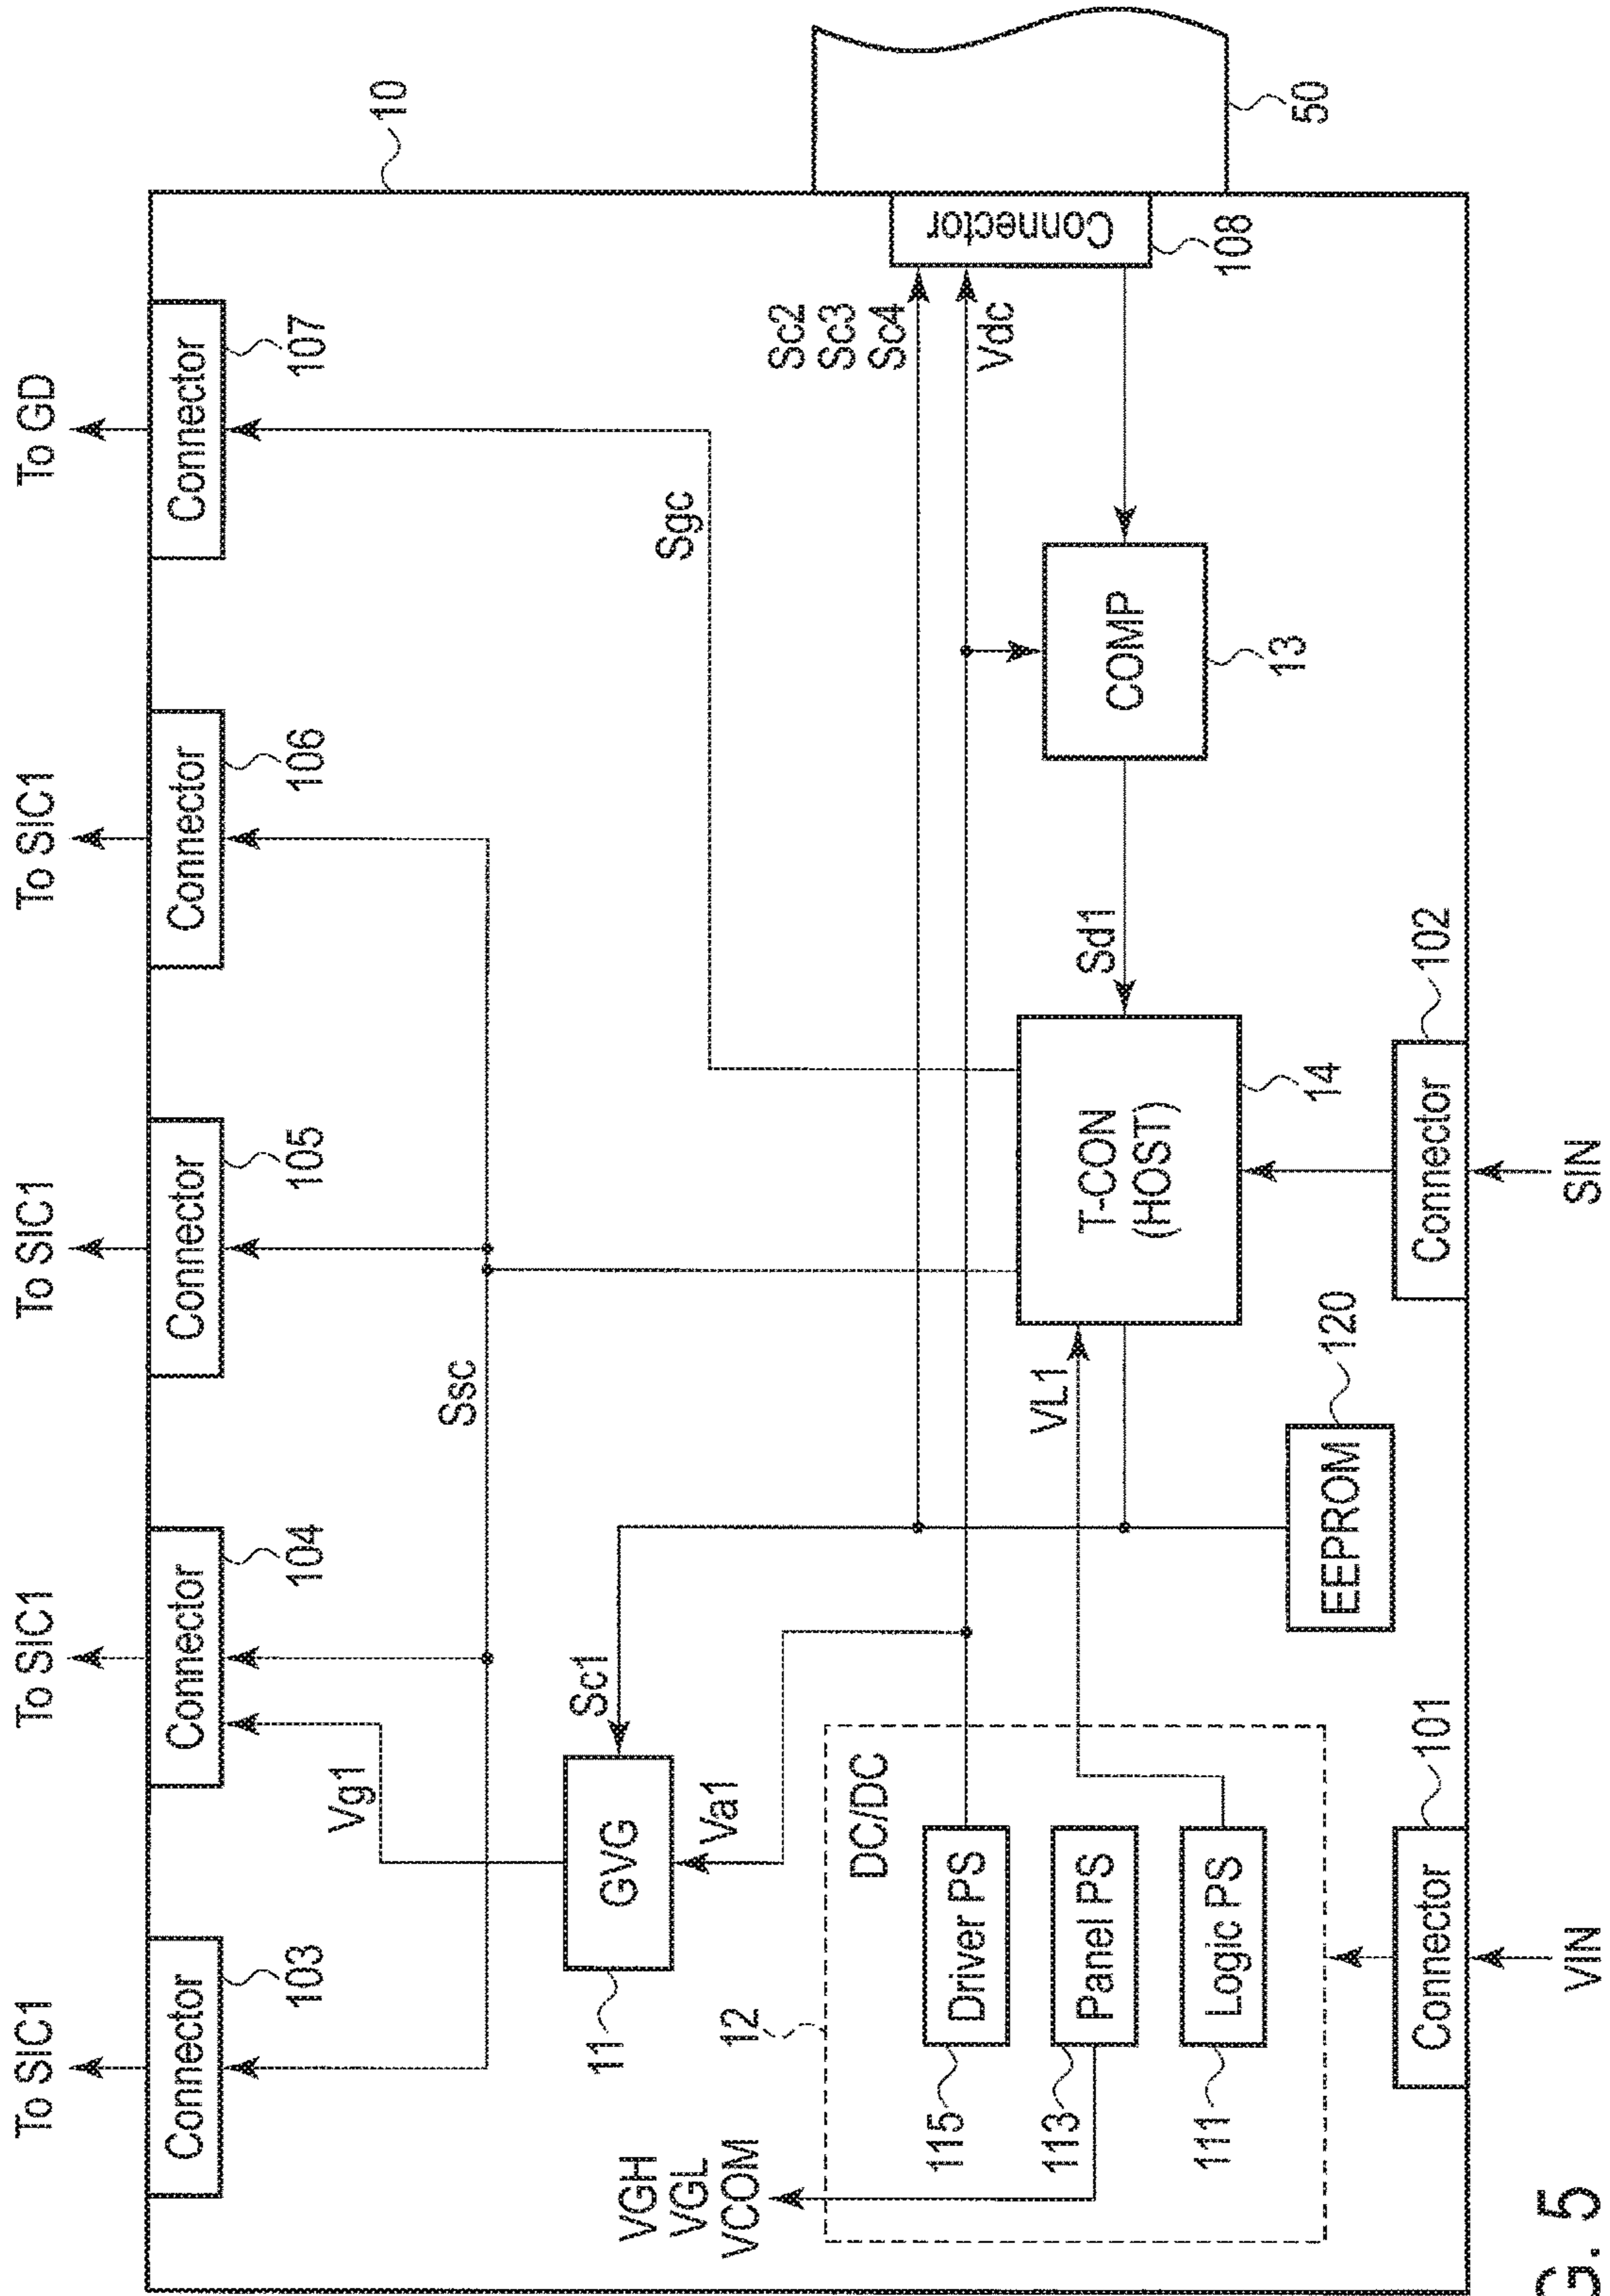 To SIC1
To SIC1
To SIC1
To SIC1
To GD
10
Connector
103
Connector
104
Connector
105
Connector
106
Connector
107
Vg1
Ssc
Sgc
GVG
11
Sc1
Va1
VGH
VGL
VCOM
12
DC/DC
Driver PS
115
Panel PS
113
Logic PS
111
VL1
T-CON
(HOST)
14
Sd1
COMP
13
Sc2
Sc3
Sc4
Vdc
Connector
108
50
EEPROM
120
Connector
101
Connector
102
VIN
SIN
G. 5